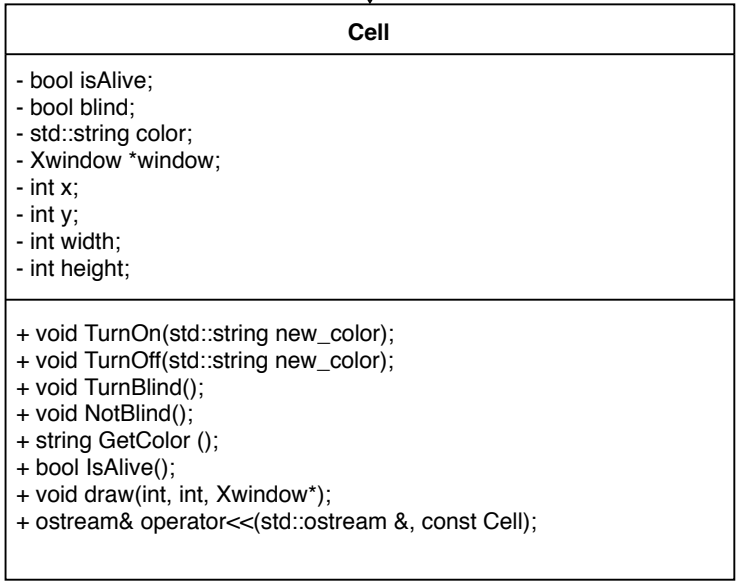 Cell
- bool isAlive;
- bool blind;
- std::string color;
- Xwindow *window;
- int x;
- int y;
- int width;
- int height;
+ void TurnOn(std::string new_color);
+ void TurnOff(std::string new_color);
+ void TurnBlind();
+ void NotBlind();
+ string GetColor ();
+ bool IsAlive();
+ void draw(int, int, Xwindow*);
+ ostream& operator<<(std::ostream &, const Cell);